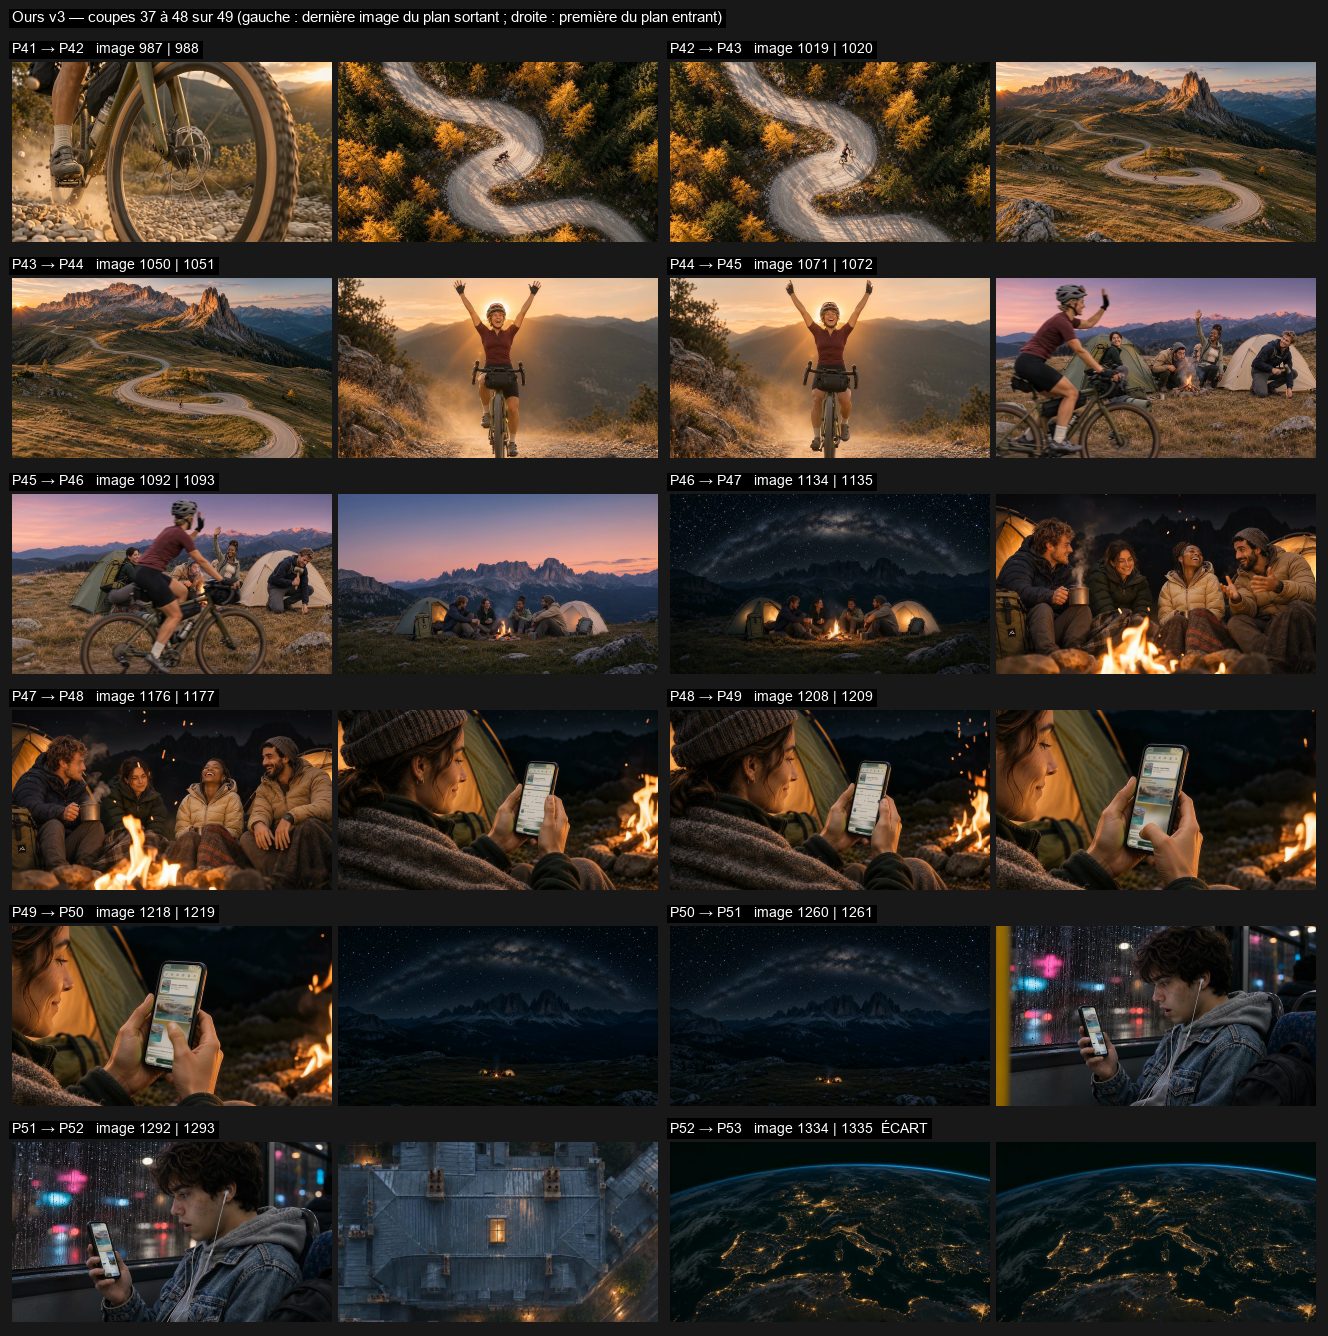 Ours v3 — coupes 37 à 48 sur 49 (gauche : dernière image du plan sortant ; droite : première du plan entrant)
P41 → P42 image 987 | 988
P42 → P43 image 1019 | 1020
P43 → P44 image 1050 | 1051
P44 → P45 image 1071 | 1072
P45 → P46 image 1092 | 1093
P46 → P47 image 1134 | 1135
P47 → P48 image 1176 | 1177
P48 → P49 image 1208 | 1209
P49 → P50 image 1218 | 1219
P50 → P51 image 1260 | 1261
P51 → P52 image 1292 | 1293
P52 → P53 image 1334 | 1335 ÉCART